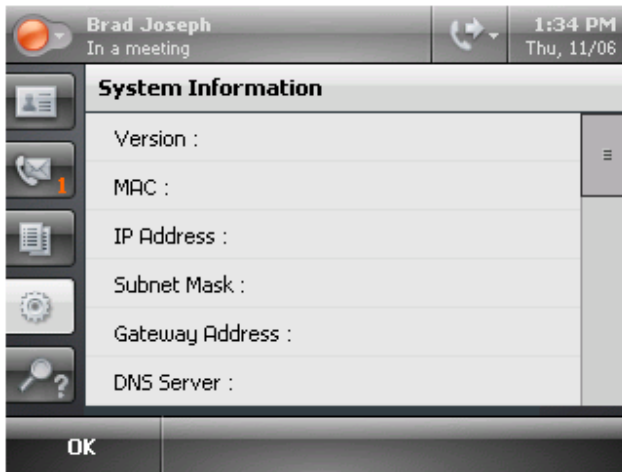 Brad Joseph
In a meeting
1:34 PM
Thu, 11/06
System Information
Version :
MAC :
1
IP Address :
Subnet Mask :
Gateway Address :
DNS Server :
?
OK